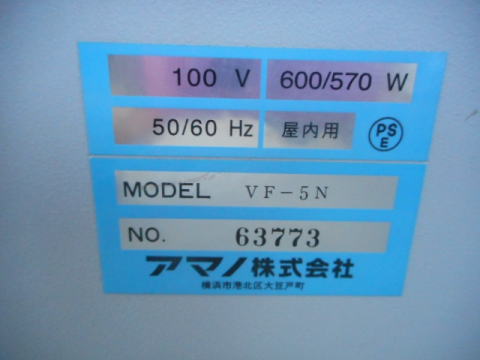 100 V 600/570 W
50/60 Hz 屋内用 PSE
MODEL VF-5N
NO. 63773
アマノ株式会社
横浜市港北区大豆戸町